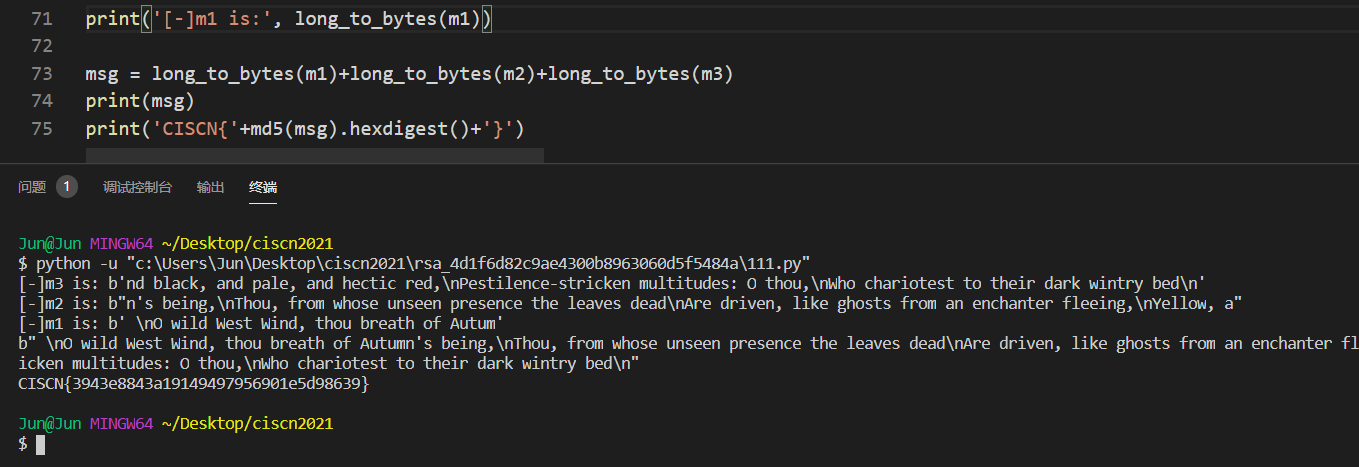 71 print('[-]m1 is:', long_to_bytes(m1))
72
73 msg = long_to_bytes(m1)+long_to_bytes(m2)+long_to_bytes(m3)
74 print(msg)
75 print('CISCN{'+md5(msg).hexdigest()+'}')
问题 1 调试控制台 输出 终端
Jun@Jun MINGW64 ~/Desktop/ciscn2021
$ python -u "c:\Users\Jun\Desktop\ciscn2021\rsa_4d1f6d82c9ae4300b8963060d5f5484a\111.py"
[-]m3 is: b'nd black, and pale, and hectic red,\nPestilence-stricken multitudes: O thou,\nWho chariotest to their dark wintry bed\n'
[-]m2 is: b"n's being,\nThou, from whose unseen presence the leaves dead\nAre driven, like ghosts from an enchanter fleeing,\nYellow, a"
[-]m1 is: b' \nO wild West Wind, thou breath of Autum'
b" \nO wild West Wind, thou breath of Autumn's being,\nThou, from whose unseen presence the leaves dead\nAre driven, like ghosts from an enchanter fl
icken multitudes: O thou,\nWho chariotest to their dark wintry bed\n"
CISCN{3943e8843a19149497956901e5d98639}
Jun@Jun MINGW64 ~/Desktop/ciscn2021
$